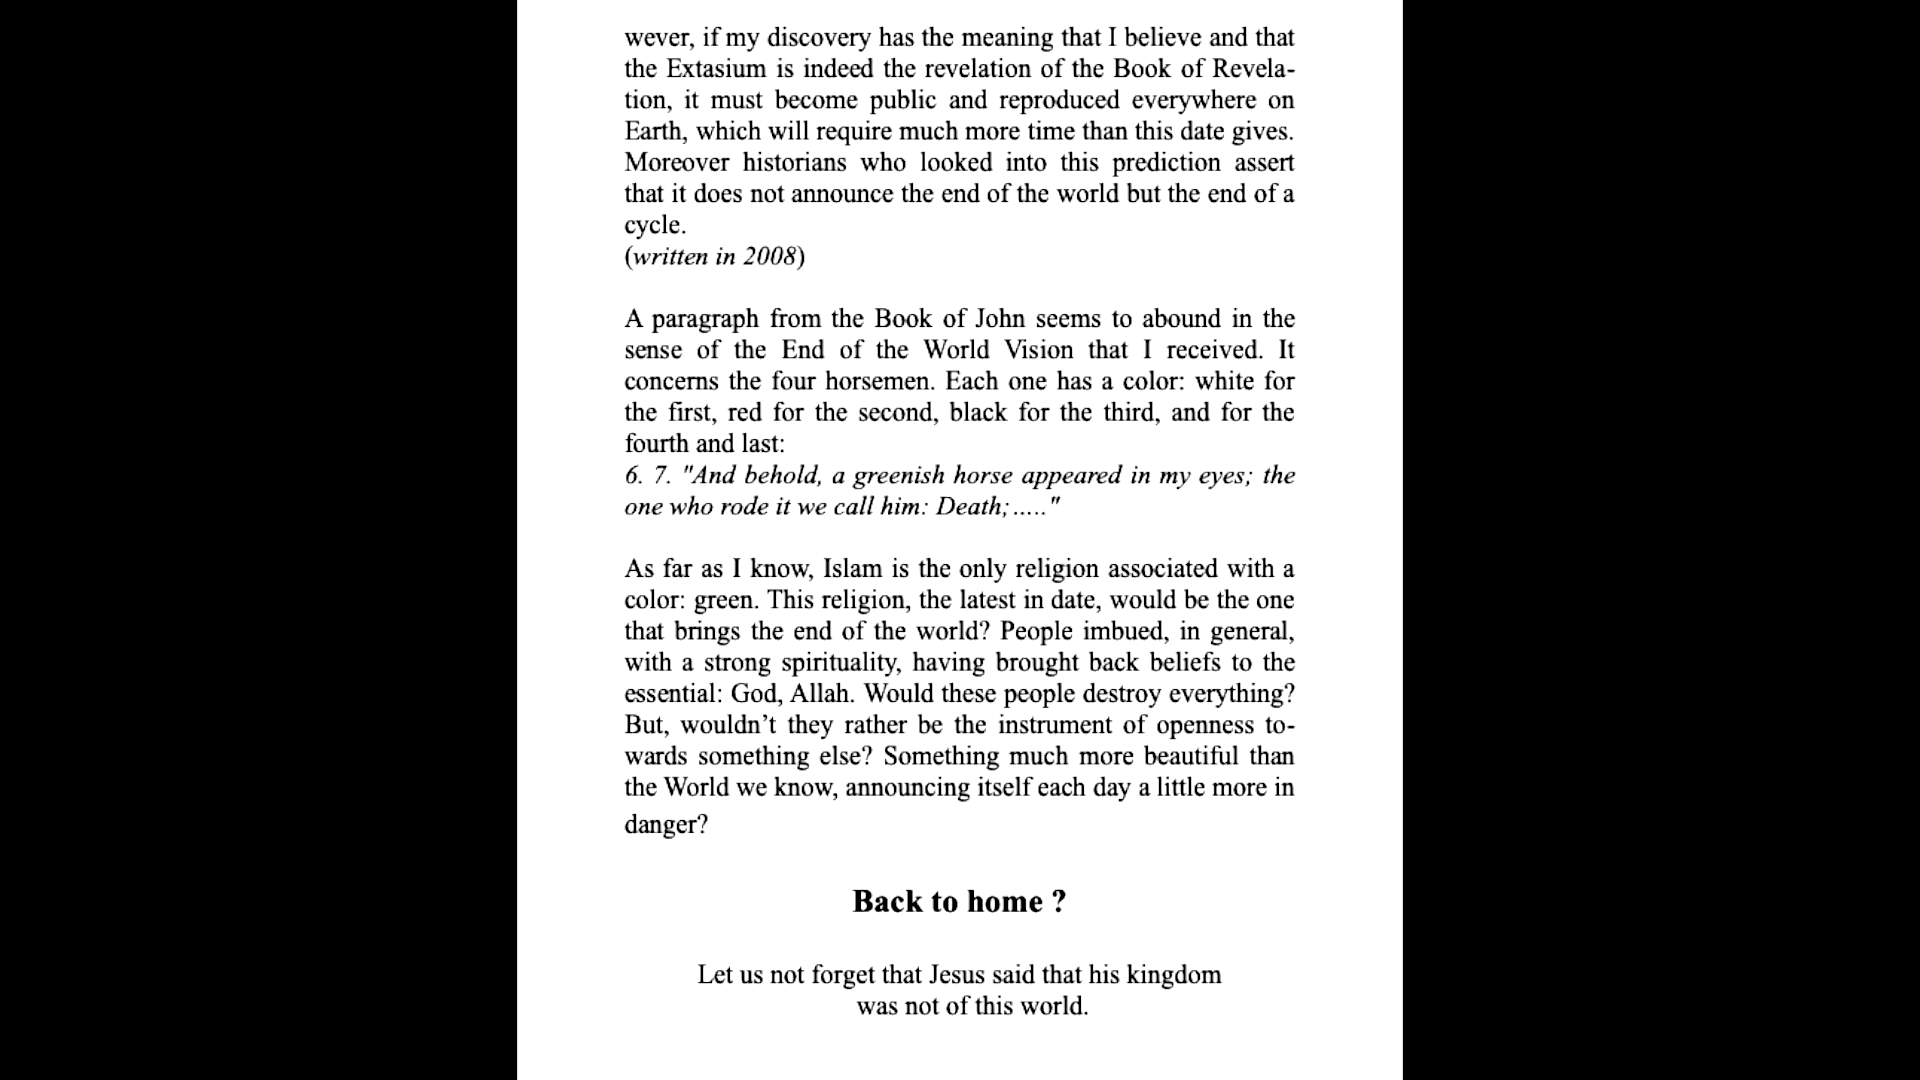 wever, if my discovery has the meaning that I believe and that
the Extasium is indeed the revelation of the Book of Revela-
tion, it must become public and reproduced everywhere on
Earth, which will require much more time than this date gives.
Moreover historians who looked into this prediction assert
that it does not announce the end of the world but the end of a
cycle.
(written in 2008)
A paragraph from the Book of John seems to abound in the
sense of the End of the World Vision that I received. It
concerns the four horsemen. Each one has a color: white for
the first, red for the second, black for the third, and for the
fourth and last:
6. 7. "And behold, a greenish horse appeared in my eyes; the
one who rode it we call him: Death; ....."
As far as I know, Islam is the only religion associated with a
color: green. This religion, the latest in date, would be the one
that brings the end of the world? People imbued, in general,
with a strong spirituality, having brought back beliefs to the
essential: God, Allah. Would these people destroy everything?
But, wouldn’t they rather be the instrument of openness to-
wards something else? Something much more beautiful than
the World we know, announcing itself each day a little more in
danger?
Back to home ?
Let us not forget that Jesus said that his kingdom
was not of this world.